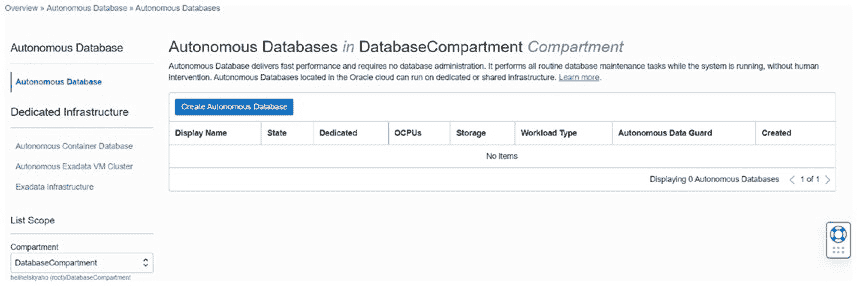 Overview » Autonomous Database » Autonomous Databases
Autonomous Database
Autonomous Database
Dedicated Infrastructure
Autonomous Container Database
Autonomous Exadata VM Cluster
Exadata Infrastructure
List Scope
Compartment
DatabaseCompartment
(root)/DatabaseCompartment
Autonomous Databases in DatabaseCompartment Compartment
Autonomous Database delivers fast performance and requires no database administration. It performs all routine database maintenance tasks while the system is running, without human
intervention. Autonomous Databases located in the Oracle cloud can run on dedicated or shared infrastructure. Learn more.
Create Autonomous Database
Display Name State Dedicated OCPUs Storage Workload Type Autonomous Data Guard Created
No items
Displaying 0 Autonomous Databases < 1 of 1 >